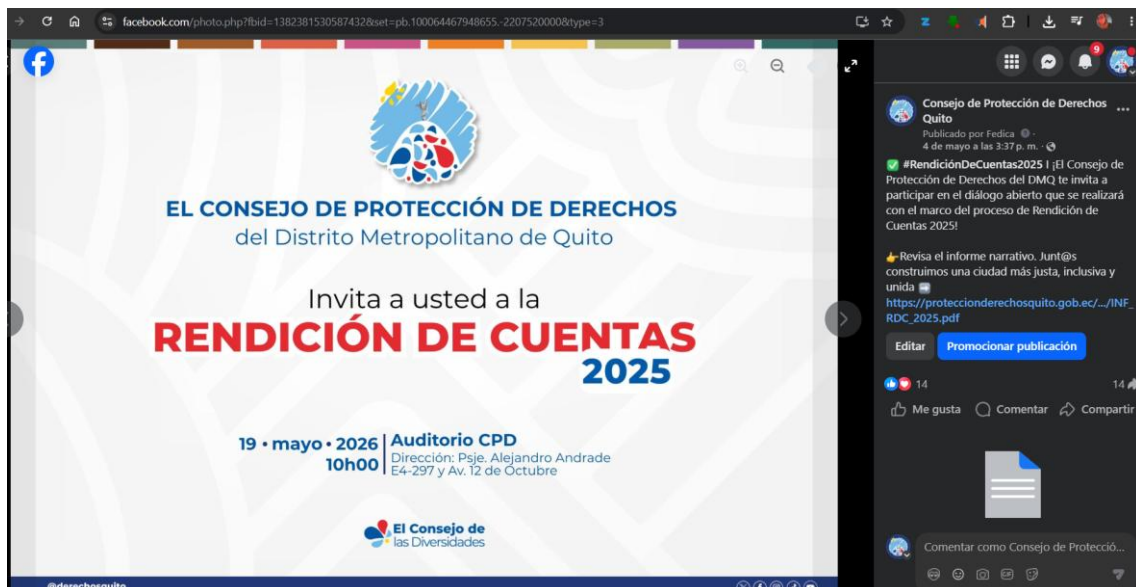 facebook.com/photo.php?fbid=1382381530587432&set=pb.100064467948655.-2207520000&type=3
EL CONSEJO DE PROTECCIÓN DE DERECHOS
del Distrito Metropolitano de Quito
Invita a usted a la
RENDICIÓN DE CUENTAS
2025
19 • mayo • 2026
10h00
Auditorio CPD
Dirección: Psje. Alejandro Andrade
E4-297 y Av. 12 de Octubre
El Consejo de
las Diversidades
@derechosquito
9
Consejo de Protección de Derechos
Quito
Publicado por Fedica
4 de mayo a las 3:37 p. m. ·
#RendiciónDeCuentas2025 | ¡El Consejo de
Protección de Derechos del DMQ te invita a
participar en el diálogo abierto que se realizará
con el marco del proceso de Rendición de
Cuentas 2025!
Revisa el informe narrativo. Junt@s
construimos una ciudad más justa, inclusiva y
unida
https://protecciondederechosquito.gob.ec/.../INF_
RDC_2025.pdf
Editar
Promocionar publicación
14
14
Me gusta
Comentar
Compartir
Comentar como Consejo de Protecció...